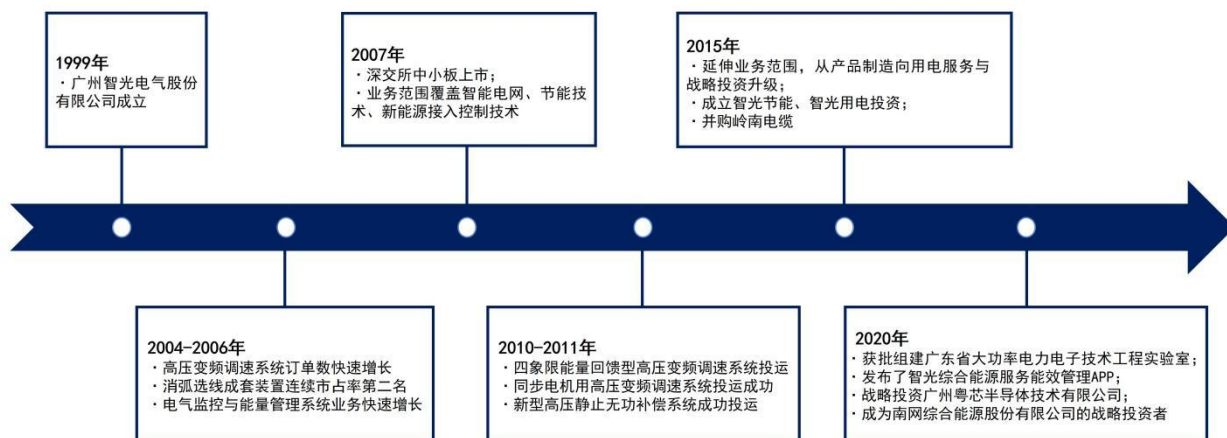 1999年
·广州智光电气股份
有限公司成立
2004-2006年
·高压变频调速系统订单数快速增长
·消弧选线成套装置连续市占率第二名
·电气监控与能量管理系统业务快速增长
2007年
·深交所中小板上市；
·业务范围覆盖智能电网、节能技
术、新能源接入控制技术
2010-2011年
·四象限能量回馈型高压变频调速系统投运
·同步电机用高压变频调速系统投运成功
·新型高压静止无功补偿系统成功投运
2015年
·延伸业务范围，从产品制造向用电服务与
战略投资升级；
·成立智光节能、智光用电投资；
·并购岭南电缆
2020年
·获批组建广东省大功率电力电子技术工程实验室；
·发布了智光综合能源服务能效管理APP；
·战略投资广州粤芯半导体技术有限公司；
·成为南网综合能源股份有限公司的战略投资者